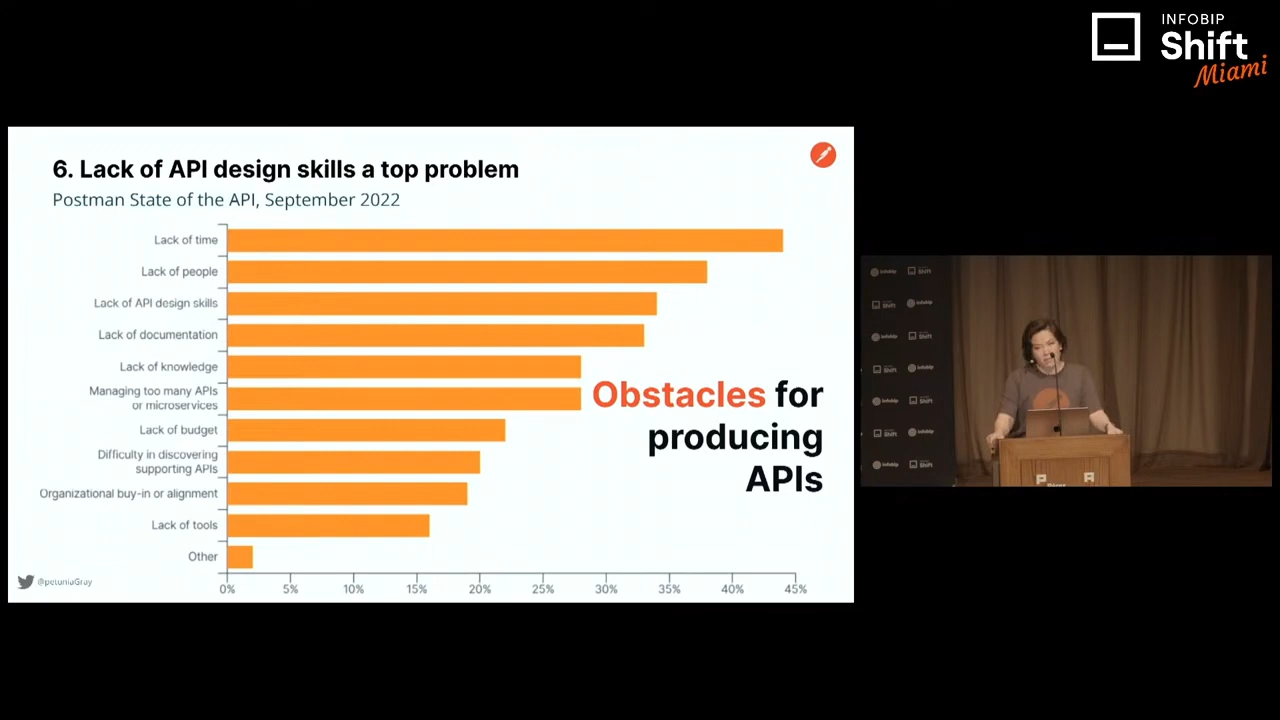 INFOBIP
Shift
Miami
6. Lack of API design skills a top problem
Postman State of the API, September 2022
Lack of time
Lack of people
Lack of API design skills
Lack of documentation
Lack of knowledge
Managing too many APIs
or microservices
Lack of budget
Difficulty in discovering
supporting APIs
Organizational buy-in or alignment
Lack of tools
Other
0%
5%
10%
15%
20%
25%
30%
35%
40%
45%
Obstacles for
producing
APIs
@petuniaGray
infobip
Shift